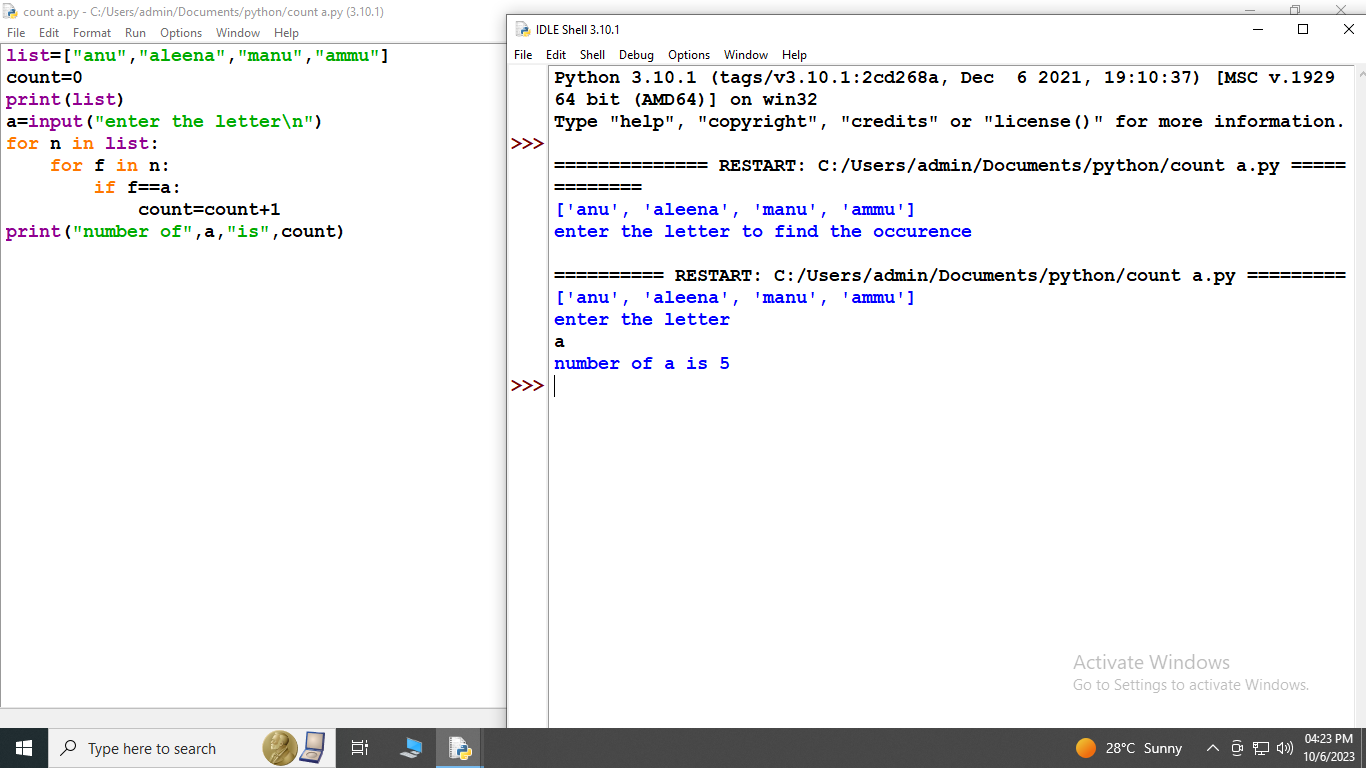 count a.py - C:/Users/admin/Documents/python/count a.py (3.10.1)
File Edit Format Run Options Window Help
list=["anu","aleena","manu","ammu"]
count=0
print(list)
a=input("enter the letter\n")
for n in list:
    for f in n:
        if f==a:
            count=count+1
print("number of",a,"is",count)
IDLE Shell 3.10.1
File Edit Shell Debug Options Window Help
Python 3.10.1 (tags/v3.10.1:2cd268a, Dec  6 2021, 19:10:37) [MSC v.1929
64 bit (AMD64)] on win32
Type "help", "copyright", "credits" or "license()" for more information.
>>>
============== RESTART: C:/Users/admin/Documents/python/count a.py =====
========
['anu', 'aleena', 'manu', 'ammu']
enter the letter to find the occurence
========== RESTART: C:/Users/admin/Documents/python/count a.py =========
['anu', 'aleena', 'manu', 'ammu']
enter the letter
a
number of a is 5
>>>
Activate Windows
Go to Settings to activate Windows.
Type here to search
28°C Sunny
04:23 PM
10/6/2023